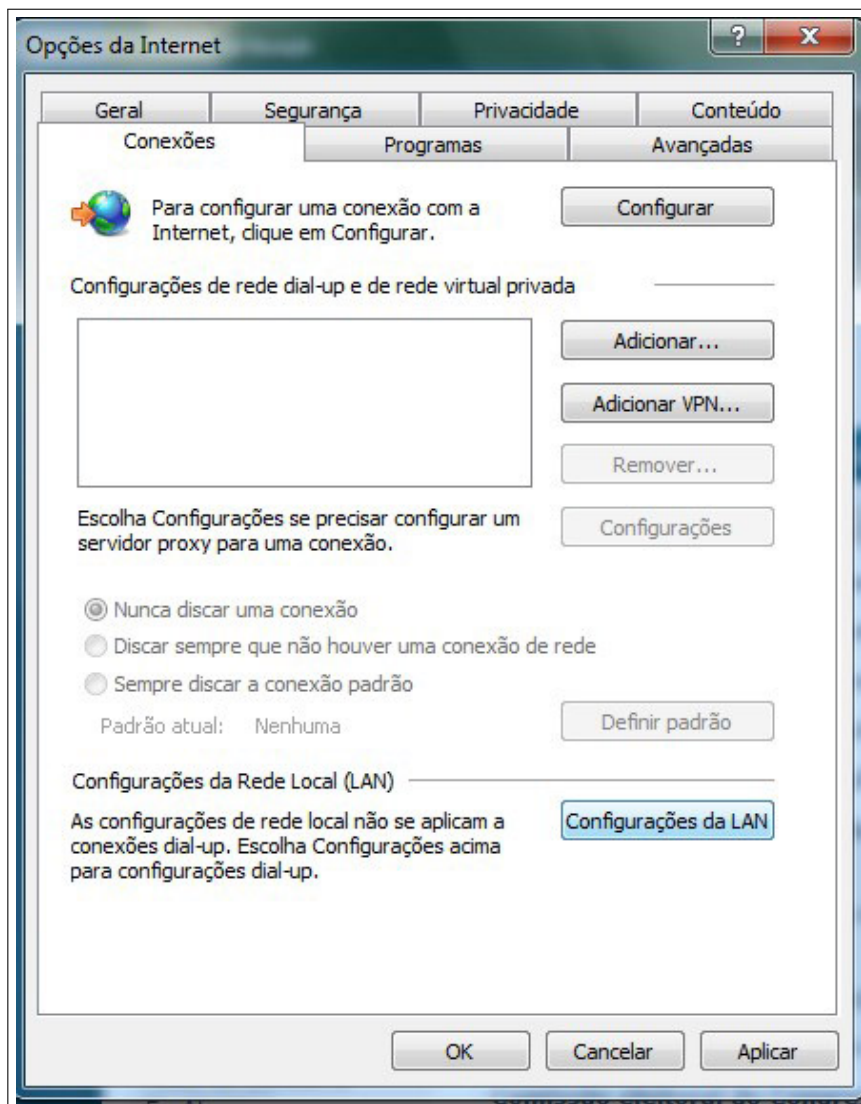 Opções da Internet
?
X
Geral
Segurança
Privacidade
Conteúdo
Conexões
Programas
Avançadas
Para configurar uma conexão com a
Internet, clique em Configurar.
Configurar
Configurações de rede dial-up e de rede virtual privada
Adicionar...
Adicionar VPN...
Remover...
Escolha Configurações se precisar configurar um
servidor proxy para uma conexão.
Configurações
Nunca discar uma conexão
Discar sempre que não houver uma conexão de rede
Sempre discar a conexão padrão
Padrão atual: Nenhuma
Definir padrão
Configurações da Rede Local (LAN)
As configurações de rede local não se aplicam a
conexões dial-up. Escolha Configurações acima
para configurações dial-up.
Configurações da LAN
OK
Cancelar
Aplicar